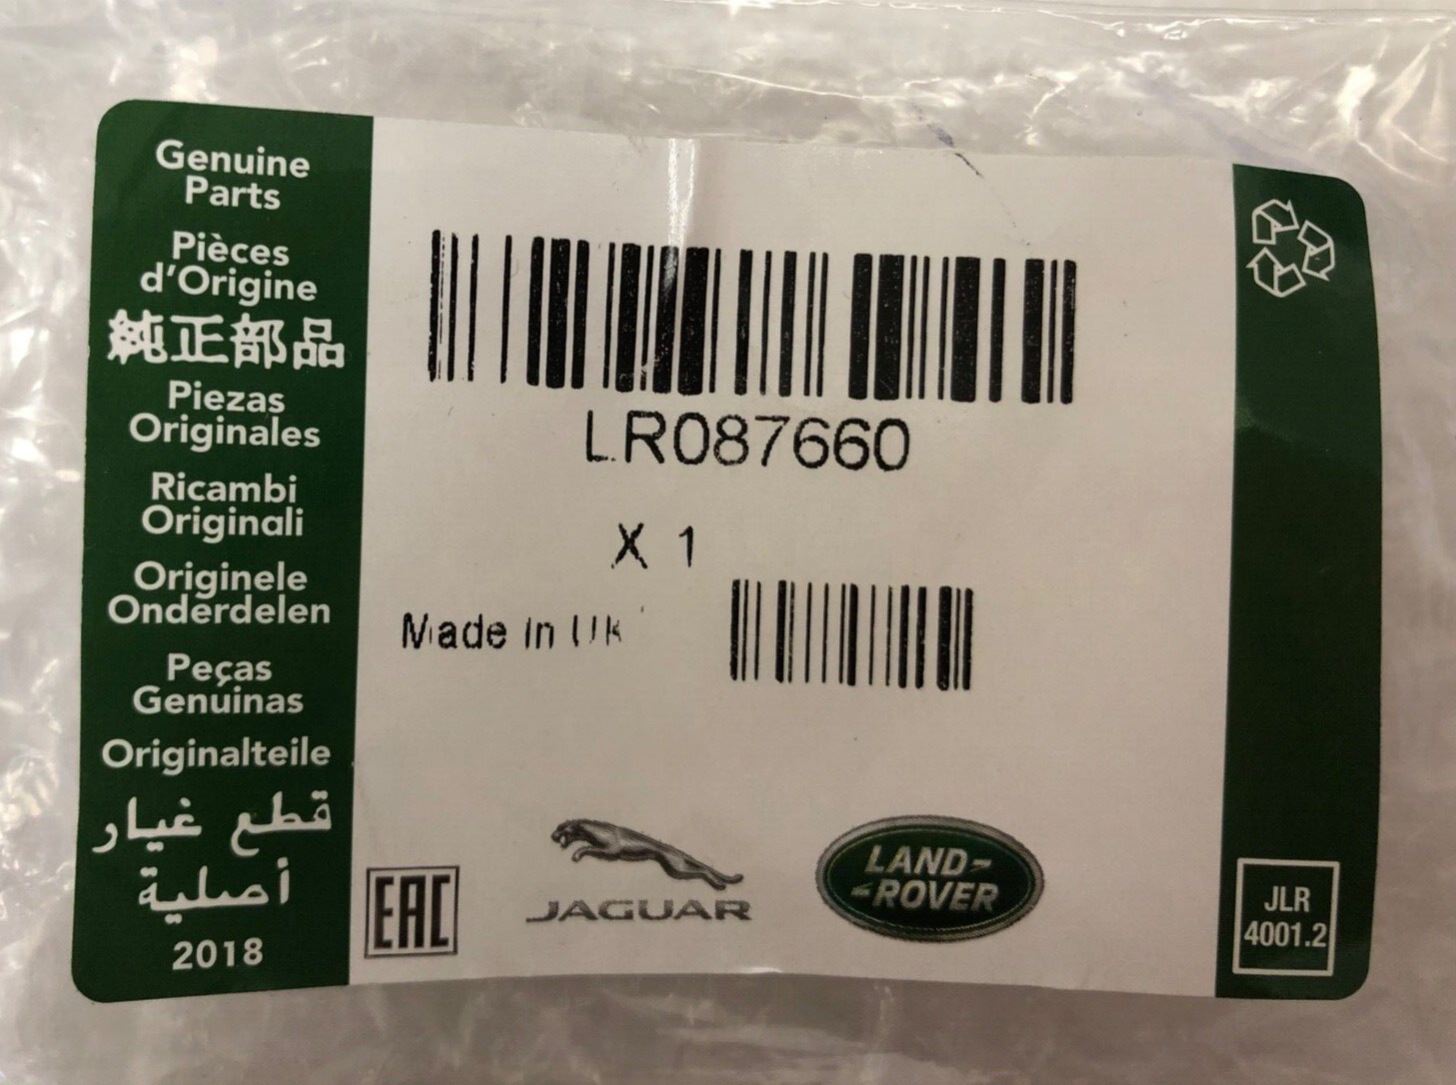 Genuine
Parts
Pièces
d'Origine
純正部品
Piezas
Originales
Ricambi
Originali
Originele
Onderdelen
Peças
Genuinas
Originalteile
قطع غيار
أصلية
2018
LR087660
X 1
Made In UK
EAC
JAGUAR
LAND-
-ROVER
JLR
4001.2